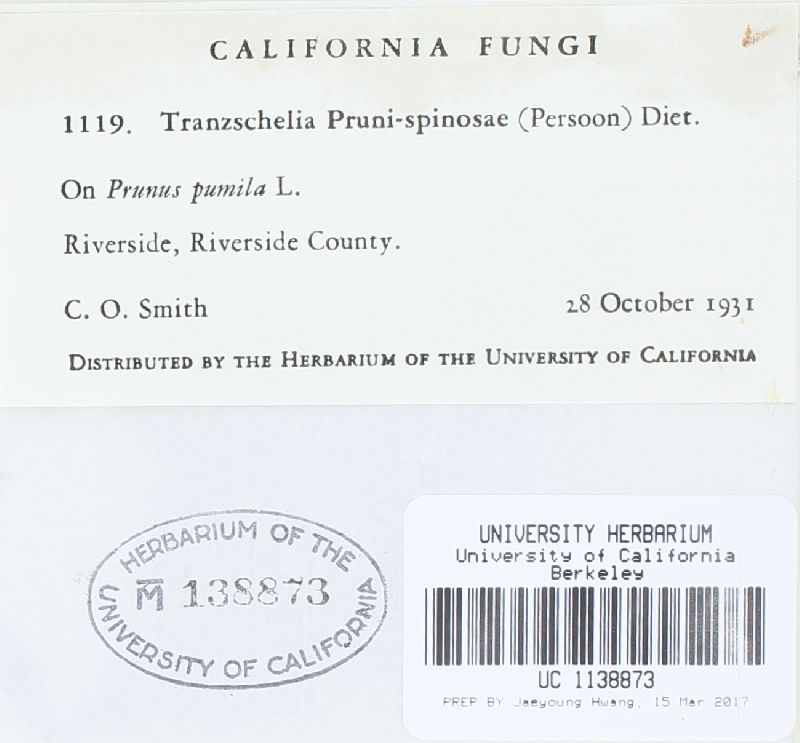 CALIFORNIA FUNGI
1119. Tranzschelia Pruni-spinosae (Persoon) Diet.
On Prunus pumila L.
Riverside, Riverside County.
C. O. Smith 28 October 1931
DISTRIBUTED BY THE HERBARIUM OF THE UNIVERSITY OF CALIFORNIA
HERBARIUM OF THE
M 138873
UNIVERSITY OF CALIFORNIA
UNIVERSITY HERBARIUM
University of California
Berkeley
UC 1138873
PREP BY Jaeyoung Hwang, 15 Mar 2017